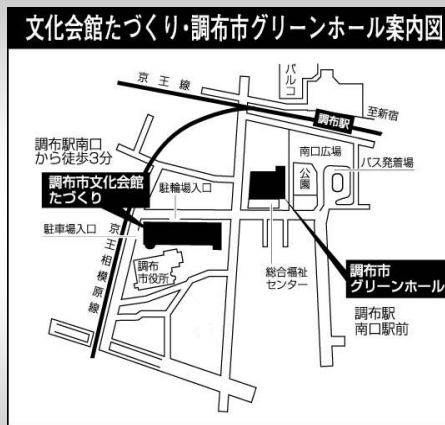 文化会館たづくり・調布市グリーンホール案内図
パルコ
京王線
調布駅
至新宿
調布駅南口
から徒歩3分
南口広場
バス発着場
公園
調布市文化会館
たづくり
駐輪場入口
駐車場入口
京王相模原線
調布
市役所
総合福祉
センター
調布市
グリーンホール
調布駅
南口駅前